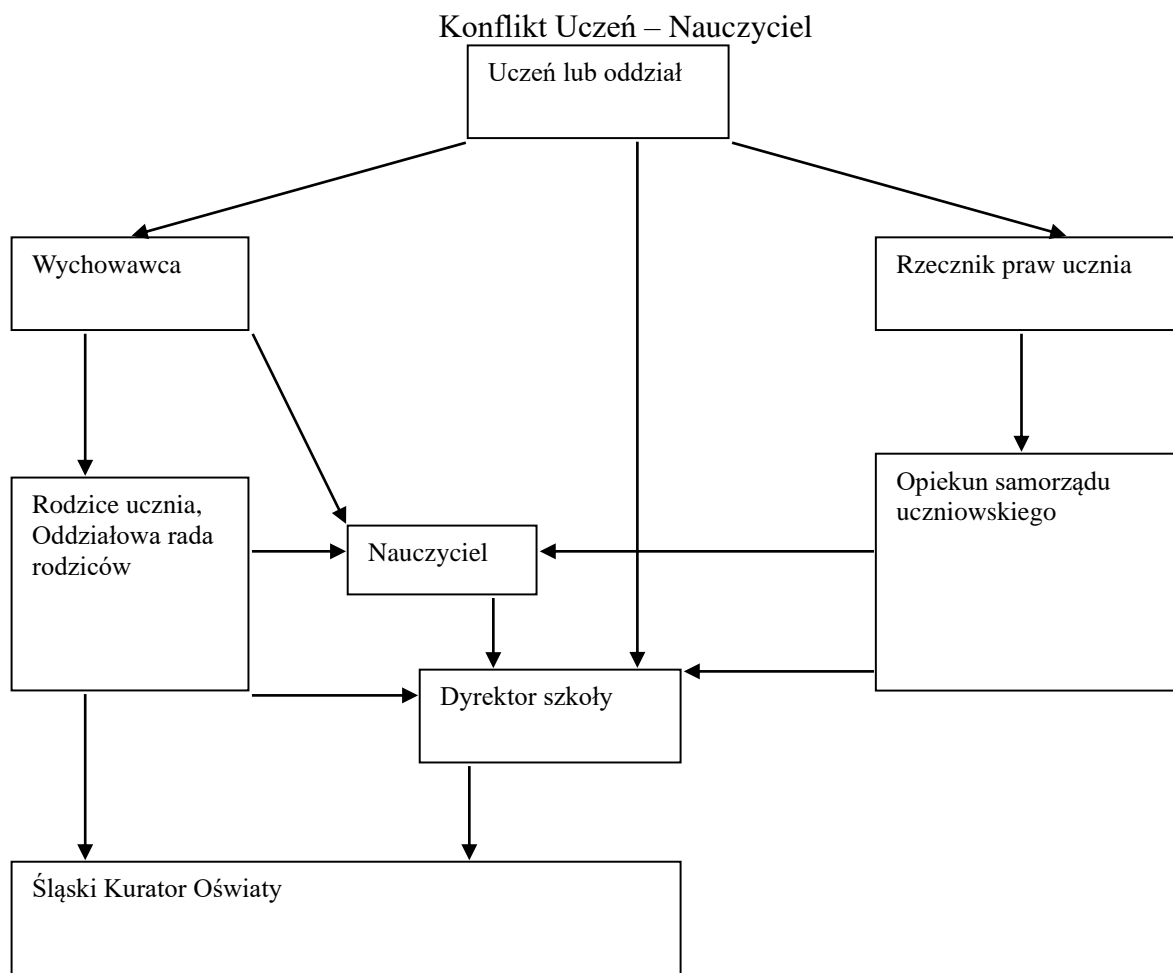 Konflikt Uczeń – Nauczyciel
Uczeń lub oddział
Wychowawca
Rzecznik praw ucznia
Rodzice ucznia,
Oddziałowa rada
rodziców
Opiekun samorządu
uczniowskiego
Nauczyciel
Dyrektor szkoły
Śląski Kurator Oświaty